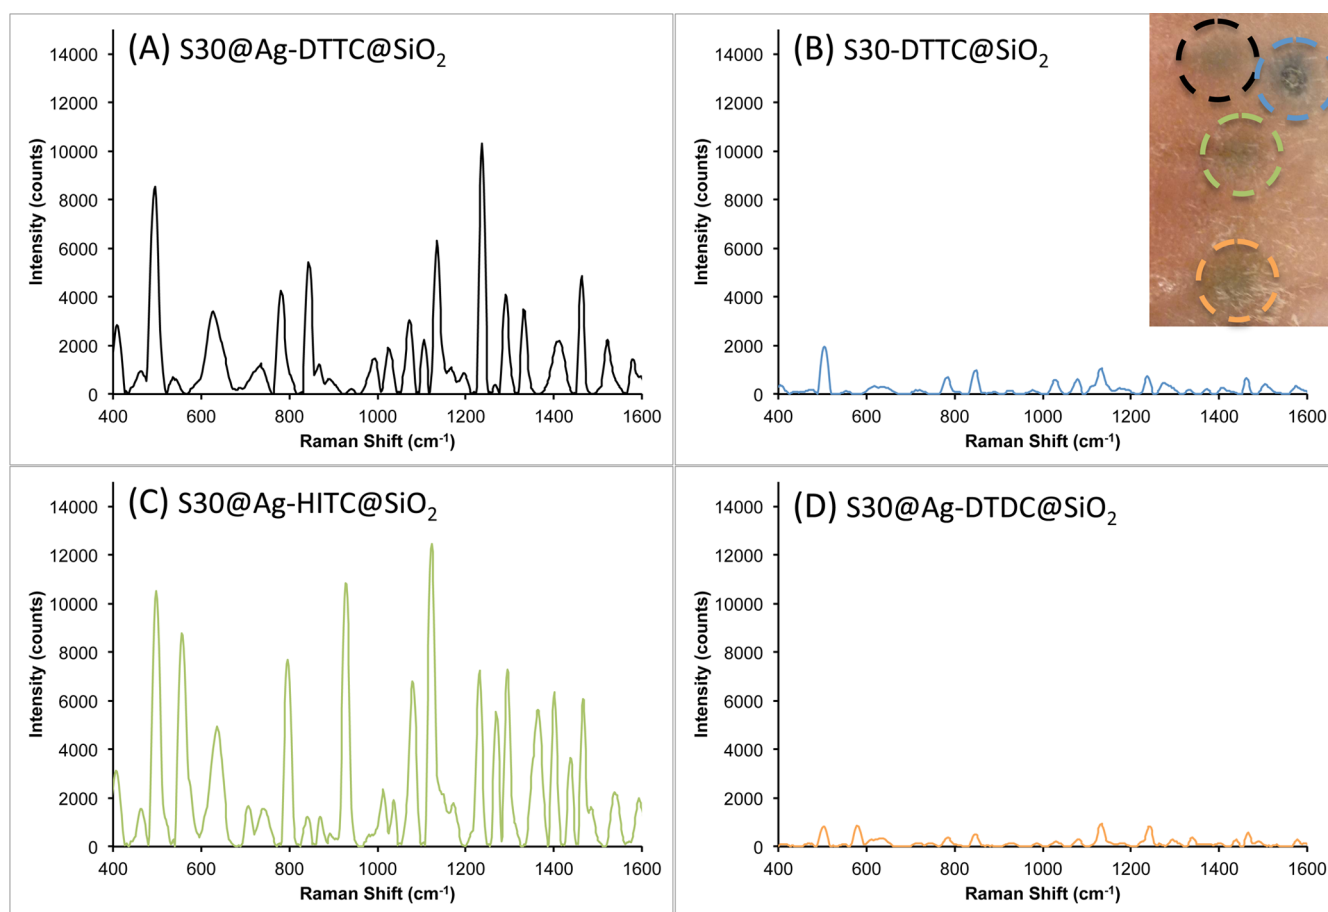 (A) S30@Ag-DTTC@SiO₂
14000
12000
10000
8000
6000
4000
2000
0
Intensity (counts)
400 600 800 1000 1200 1400 1600
Raman Shift (cm⁻¹)
(B) S30-DTTC@SiO₂
14000
12000
10000
8000
6000
4000
2000
0
Intensity (counts)
400 600 800 1000 1200 1400 1600
Raman Shift (cm⁻¹)
(C) S30@Ag-HITC@SiO₂
14000
12000
10000
8000
6000
4000
2000
0
Intensity (counts)
400 600 800 1000 1200 1400 1600
Raman Shift (cm⁻¹)
(D) S30@Ag-DTDC@SiO₂
14000
12000
10000
8000
6000
4000
2000
0
Intensity (counts)
400 600 800 1000 1200 1400 1600
Raman Shift (cm⁻¹)